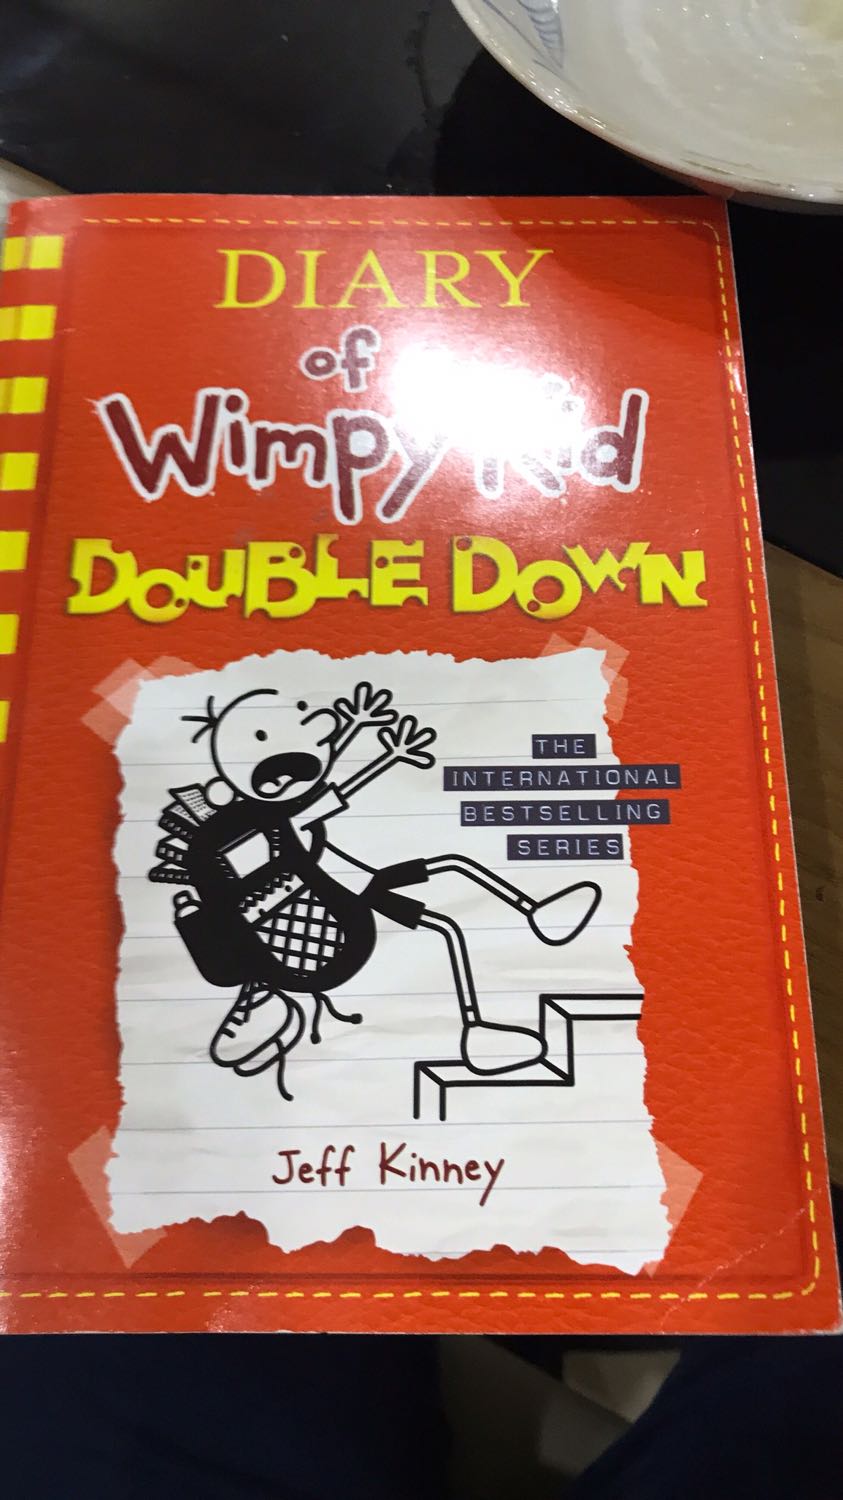 DIARY
of
Wimpy Kid
DOUBLE DOWN
THE
INTERNATIONAL
BESTSELLING
SERIES
Jeff Kinney